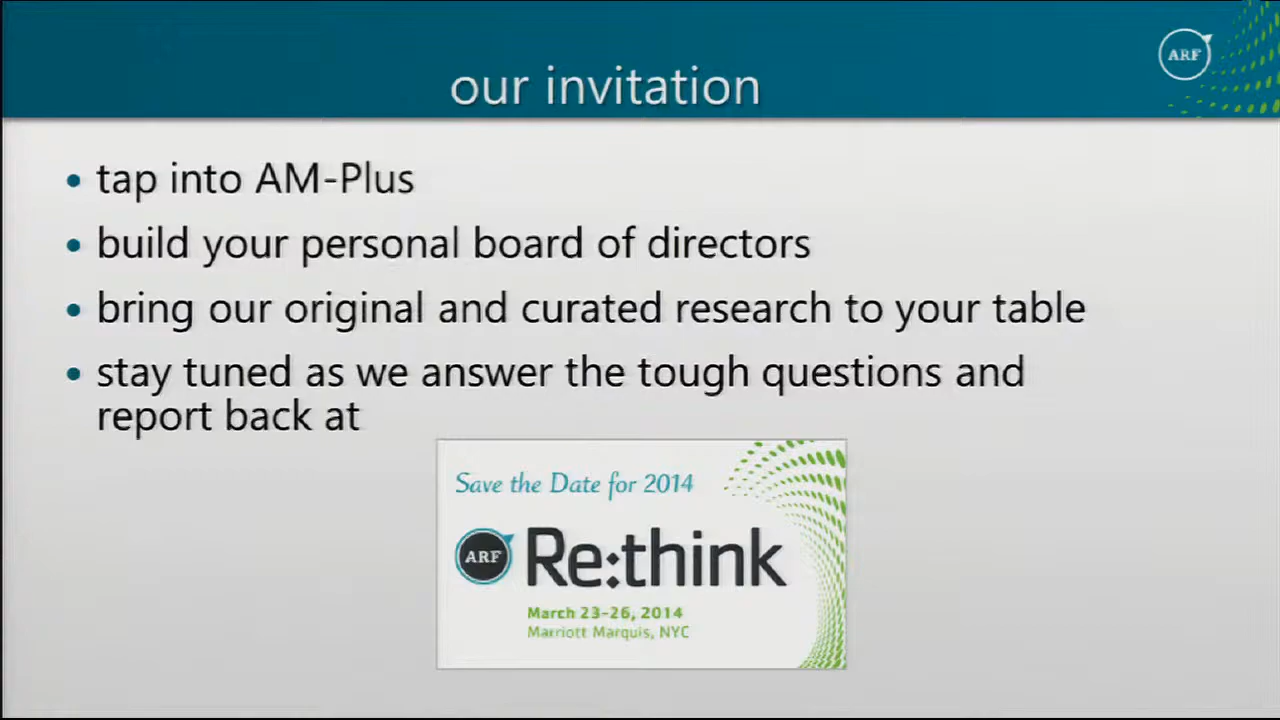 ARF
our invitation
• tap into AM-Plus
• build your personal board of directors
• bring our original and curated research to your table
• stay tuned as we answer the tough questions and
report back at
Save the Date for 2014
ARF Re:think
March 23-26, 2014
Marriott Marquis, NYC